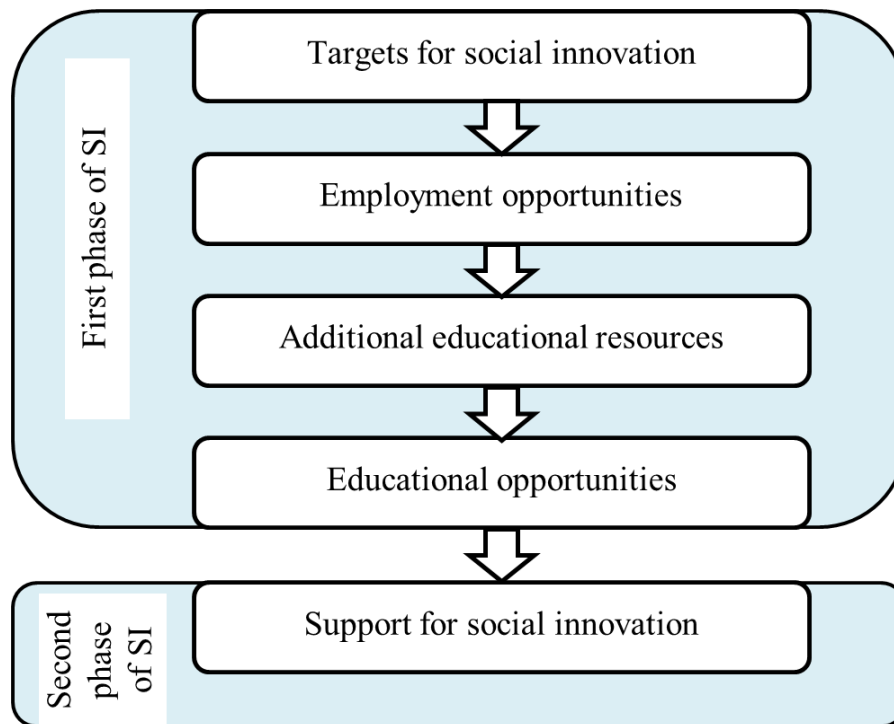 Targets for social innovation
First phase of SI
Employment opportunities
Additional educational resources
Educational opportunities
Second
phase
of SI
Support for social innovation